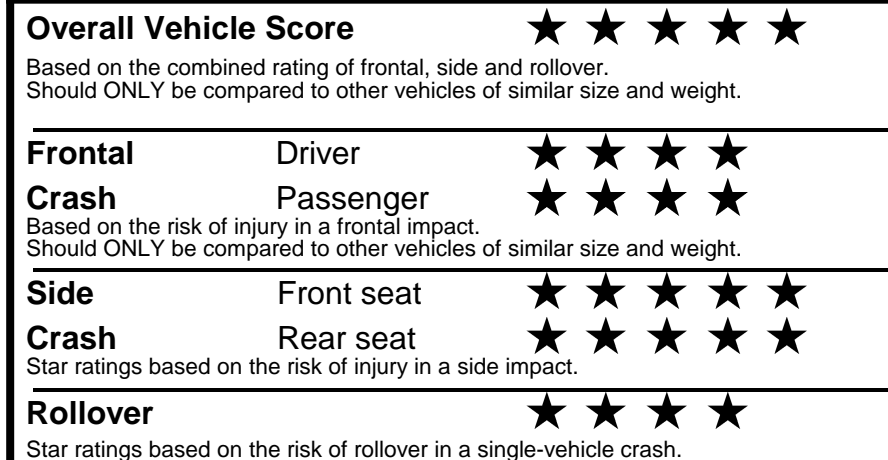 Overall Vehicle Score ★ ★ ★ ★ ★
Based on the combined rating of frontal, side and rollover.
Should ONLY be compared to other vehicles of similar size and weight.
Frontal Driver ★ ★ ★ ★
Crash Passenger ★ ★ ★ ★
Based on the risk of injury in a frontal impact.
Should ONLY be compared to other vehicles of similar size and weight.
Side Front seat ★ ★ ★ ★ ★
Crash Rear seat ★ ★ ★ ★ ★
Star ratings based on the risk of injury in a side impact.
Rollover ★ ★ ★ ★
Star ratings based on the risk of rollover in a single-vehicle crash.